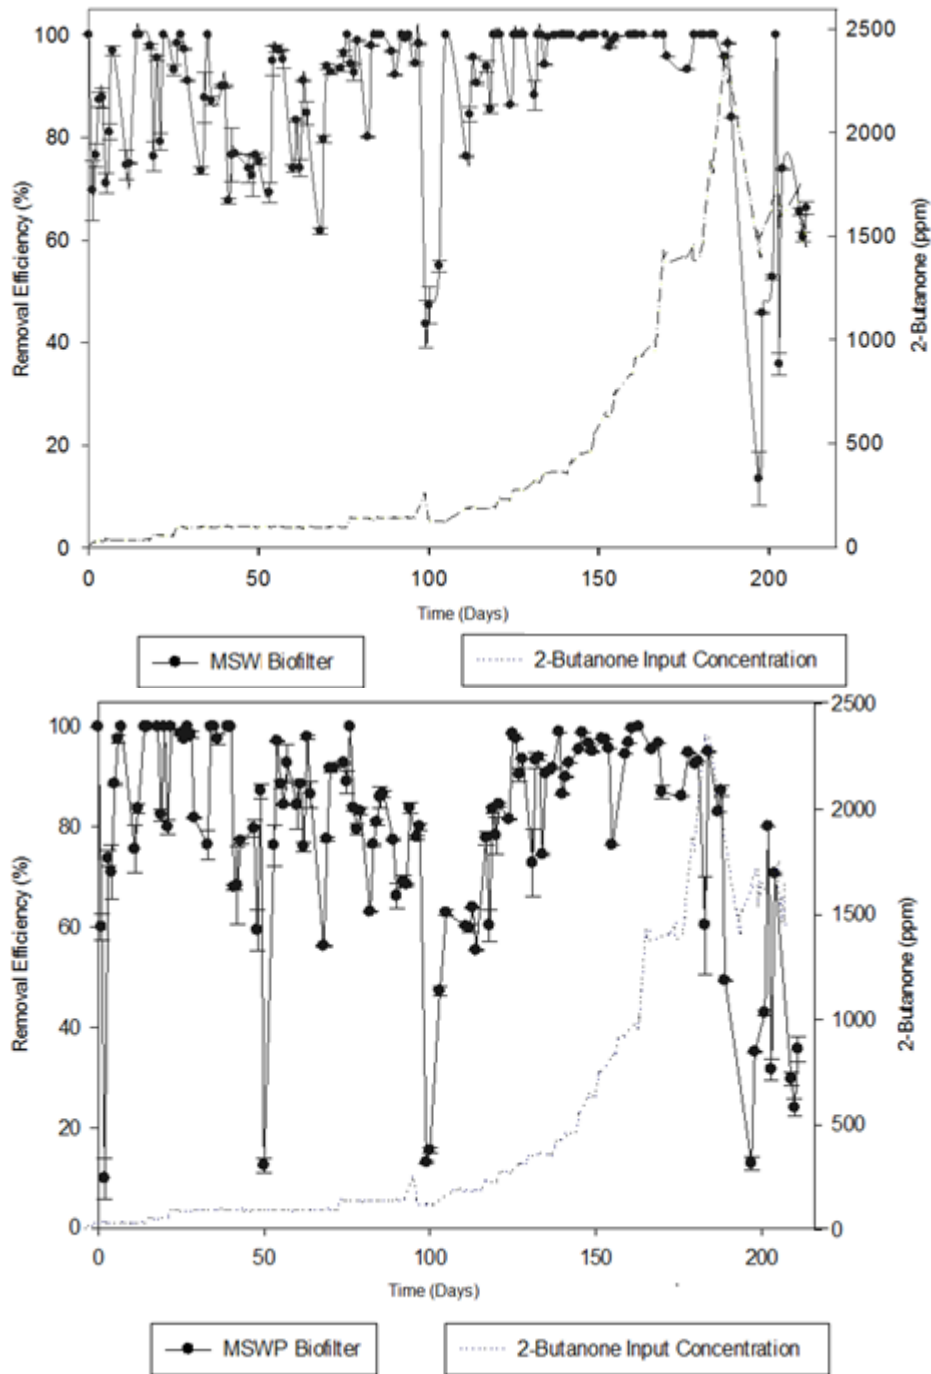 100
80
60
40
20
0
Removal Efficiency (%)
2500
2000
1500
1000
500
0
2-Butanone (ppm)
0 50 100 150 200
Time (Days)
MSW Biofilter
2-Butanone Input Concentration
100
80
60
40
20
0
Removal Efficiency (%)
2500
2000
1500
1000
500
0
2-Butanone (ppm)
0 50 100 150 200
Time (Days)
MSWP Biofilter
2-Butanone Input Concentration